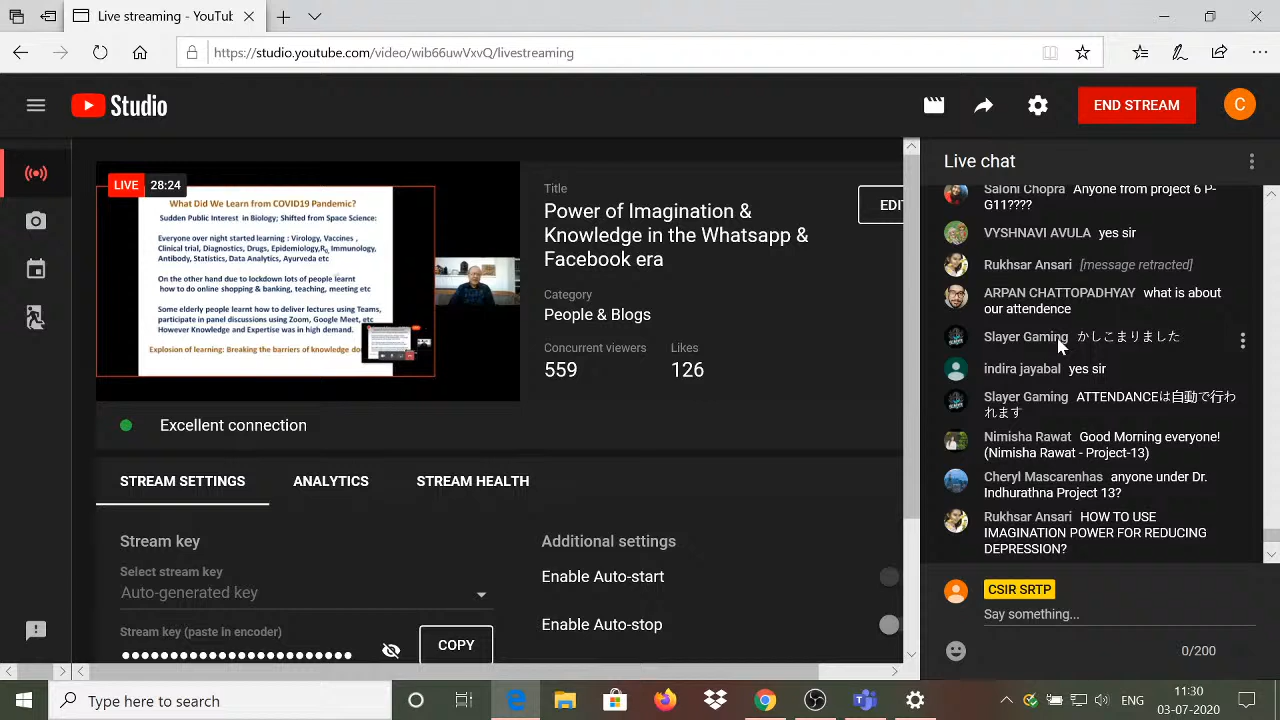 Live stream
https://studio.youtube.com/video/wib66uwVxvQ/livestreaming
Studio
END STREAM
C
LIVE 28:24
What Did We Learn from COVID19 Pandemic?
Sudden Public Interest in Biology; Shifted from Space Science:
Everyone over night started learning : Virology, Vaccines ,
Clinical trial, Diagnostics, Drugs, Epidemiology,R0, Immunology,
Antibody, Statistics, Data Analytics, Ayurveda etc
On the other hand due to lockdown lots of people learnt
how to do online shopping & banking, teaching, meeting etc
Some elderly people learnt how to deliver lectures using Teams,
participate in panel discussions using Zoom, Google Meet, etc
However Knowledge and Expertise was in high demand.
Explosion of learning: Breaking the barriers of knowledge
Title
Power of Imagination &
Knowledge in the Whatsapp &
Facebook era
EDIT
Category
People & Blogs
Concurrent viewers Likes
559 126
Excellent connection
STREAM SETTINGS ANALYTICS STREAM HEALTH
Stream key
Select stream key
Auto-generated key
Stream key (paste in encoder)
COPY
Additional settings
Enable Auto-start
Enable Auto-stop
Live chat
Saloni Chopra Anyone from project 6 P-
G11????
VYSHNAVI AVULA yes sir
Rukhsar Ansari [message retracted]
ARPAN CHATTOPADHYAY what is about
our attendence
Slayer Gaming かしこまりました
indira jayabal yes sir
Slayer Gaming ATTENDANCEは自動で行わ
れます
Nimisha Rawat Good Morning everyone!
(Nimisha Rawat - Project-13)
Cheryl Mascarenhas anyone under Dr.
Indhurathna Project 13?
Rukhsar Ansari HOW TO USE
IMAGINATION POWER FOR REDUCING
DEPRESSION?
CSIR SRTP
Say something...
0/200
Type here to search
ENG
11:30
03-07-2020